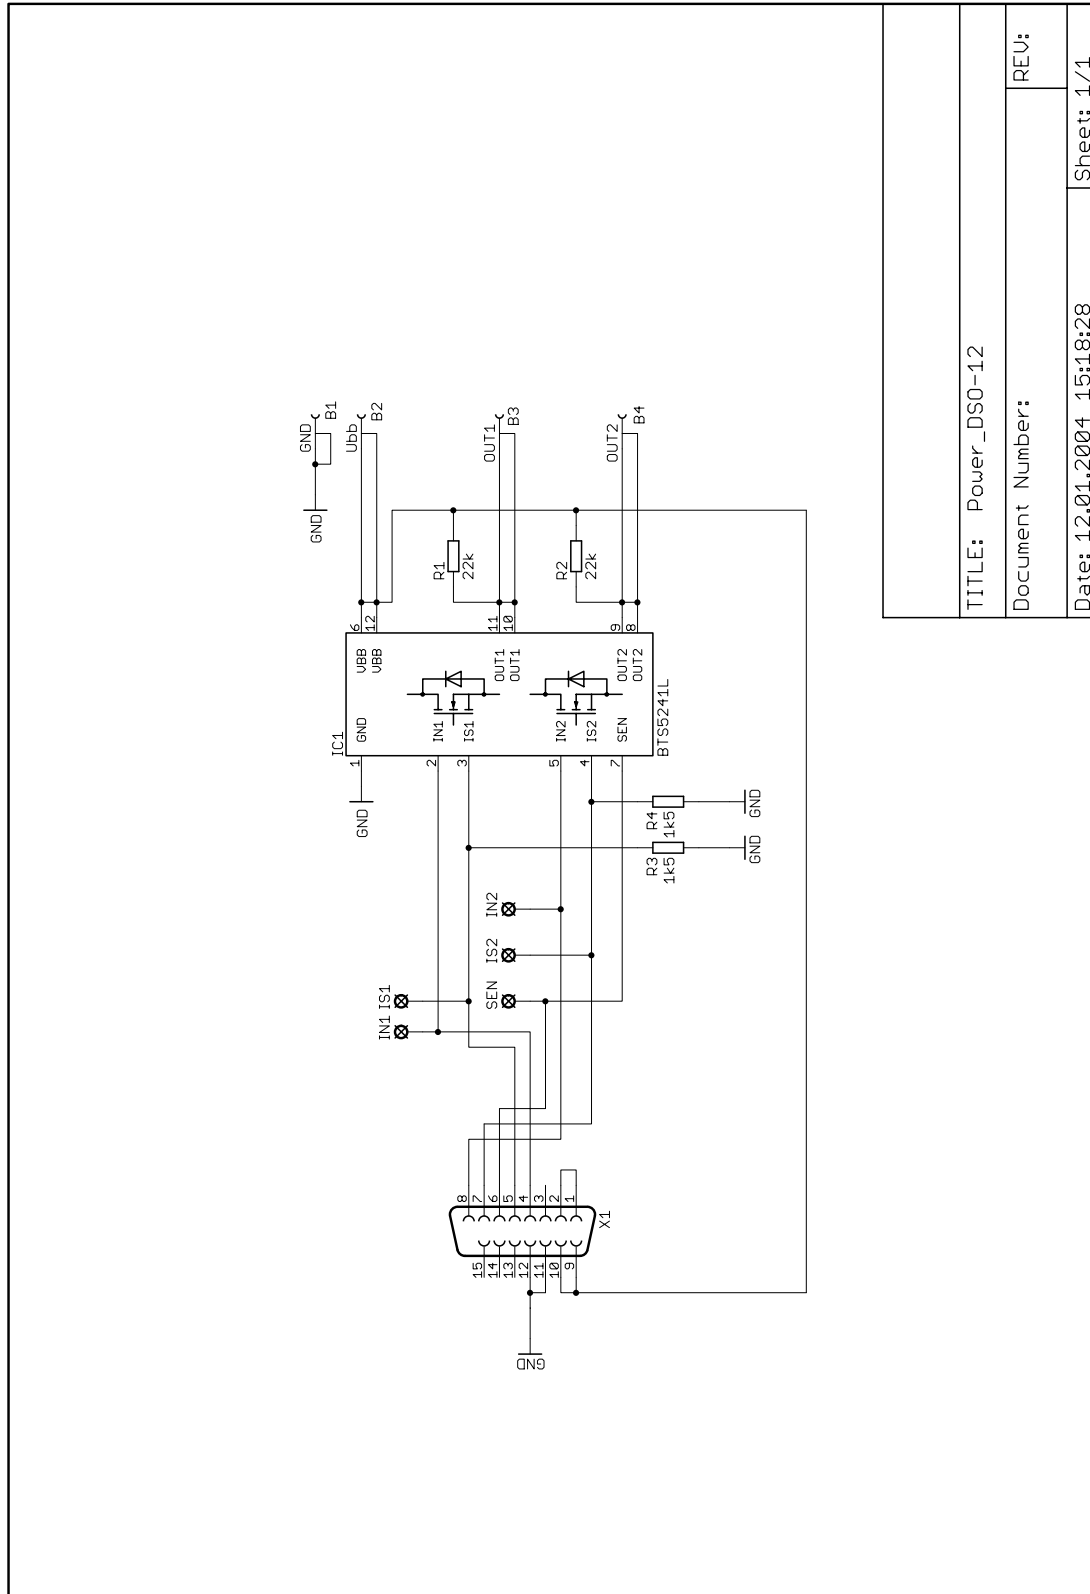 GND
GND
B1
Ubb
B2
OUT1
B3
OUT2
B4
R1
22k
R2
22k
6
12
11
10
9
8
VBB
VBB
OUT1
OUT1
OUT2
OUT2
GND
IN1
IS1
IN2
IS2
SEN
IC1
BTS5241L
1
2
3
5
4
7
GND
R4
1k5
GND
R3
1k5
GND
IN2
IS2
SEN
IS1
IN1
8
7
6
5
4
3
2
1
X1
15
14
13
12
11
10
9
GND
TITLE: Power_DSO-12
Document Number:
REV:
Date: 12.01.2004 15:18:28
Sheet: 1/1